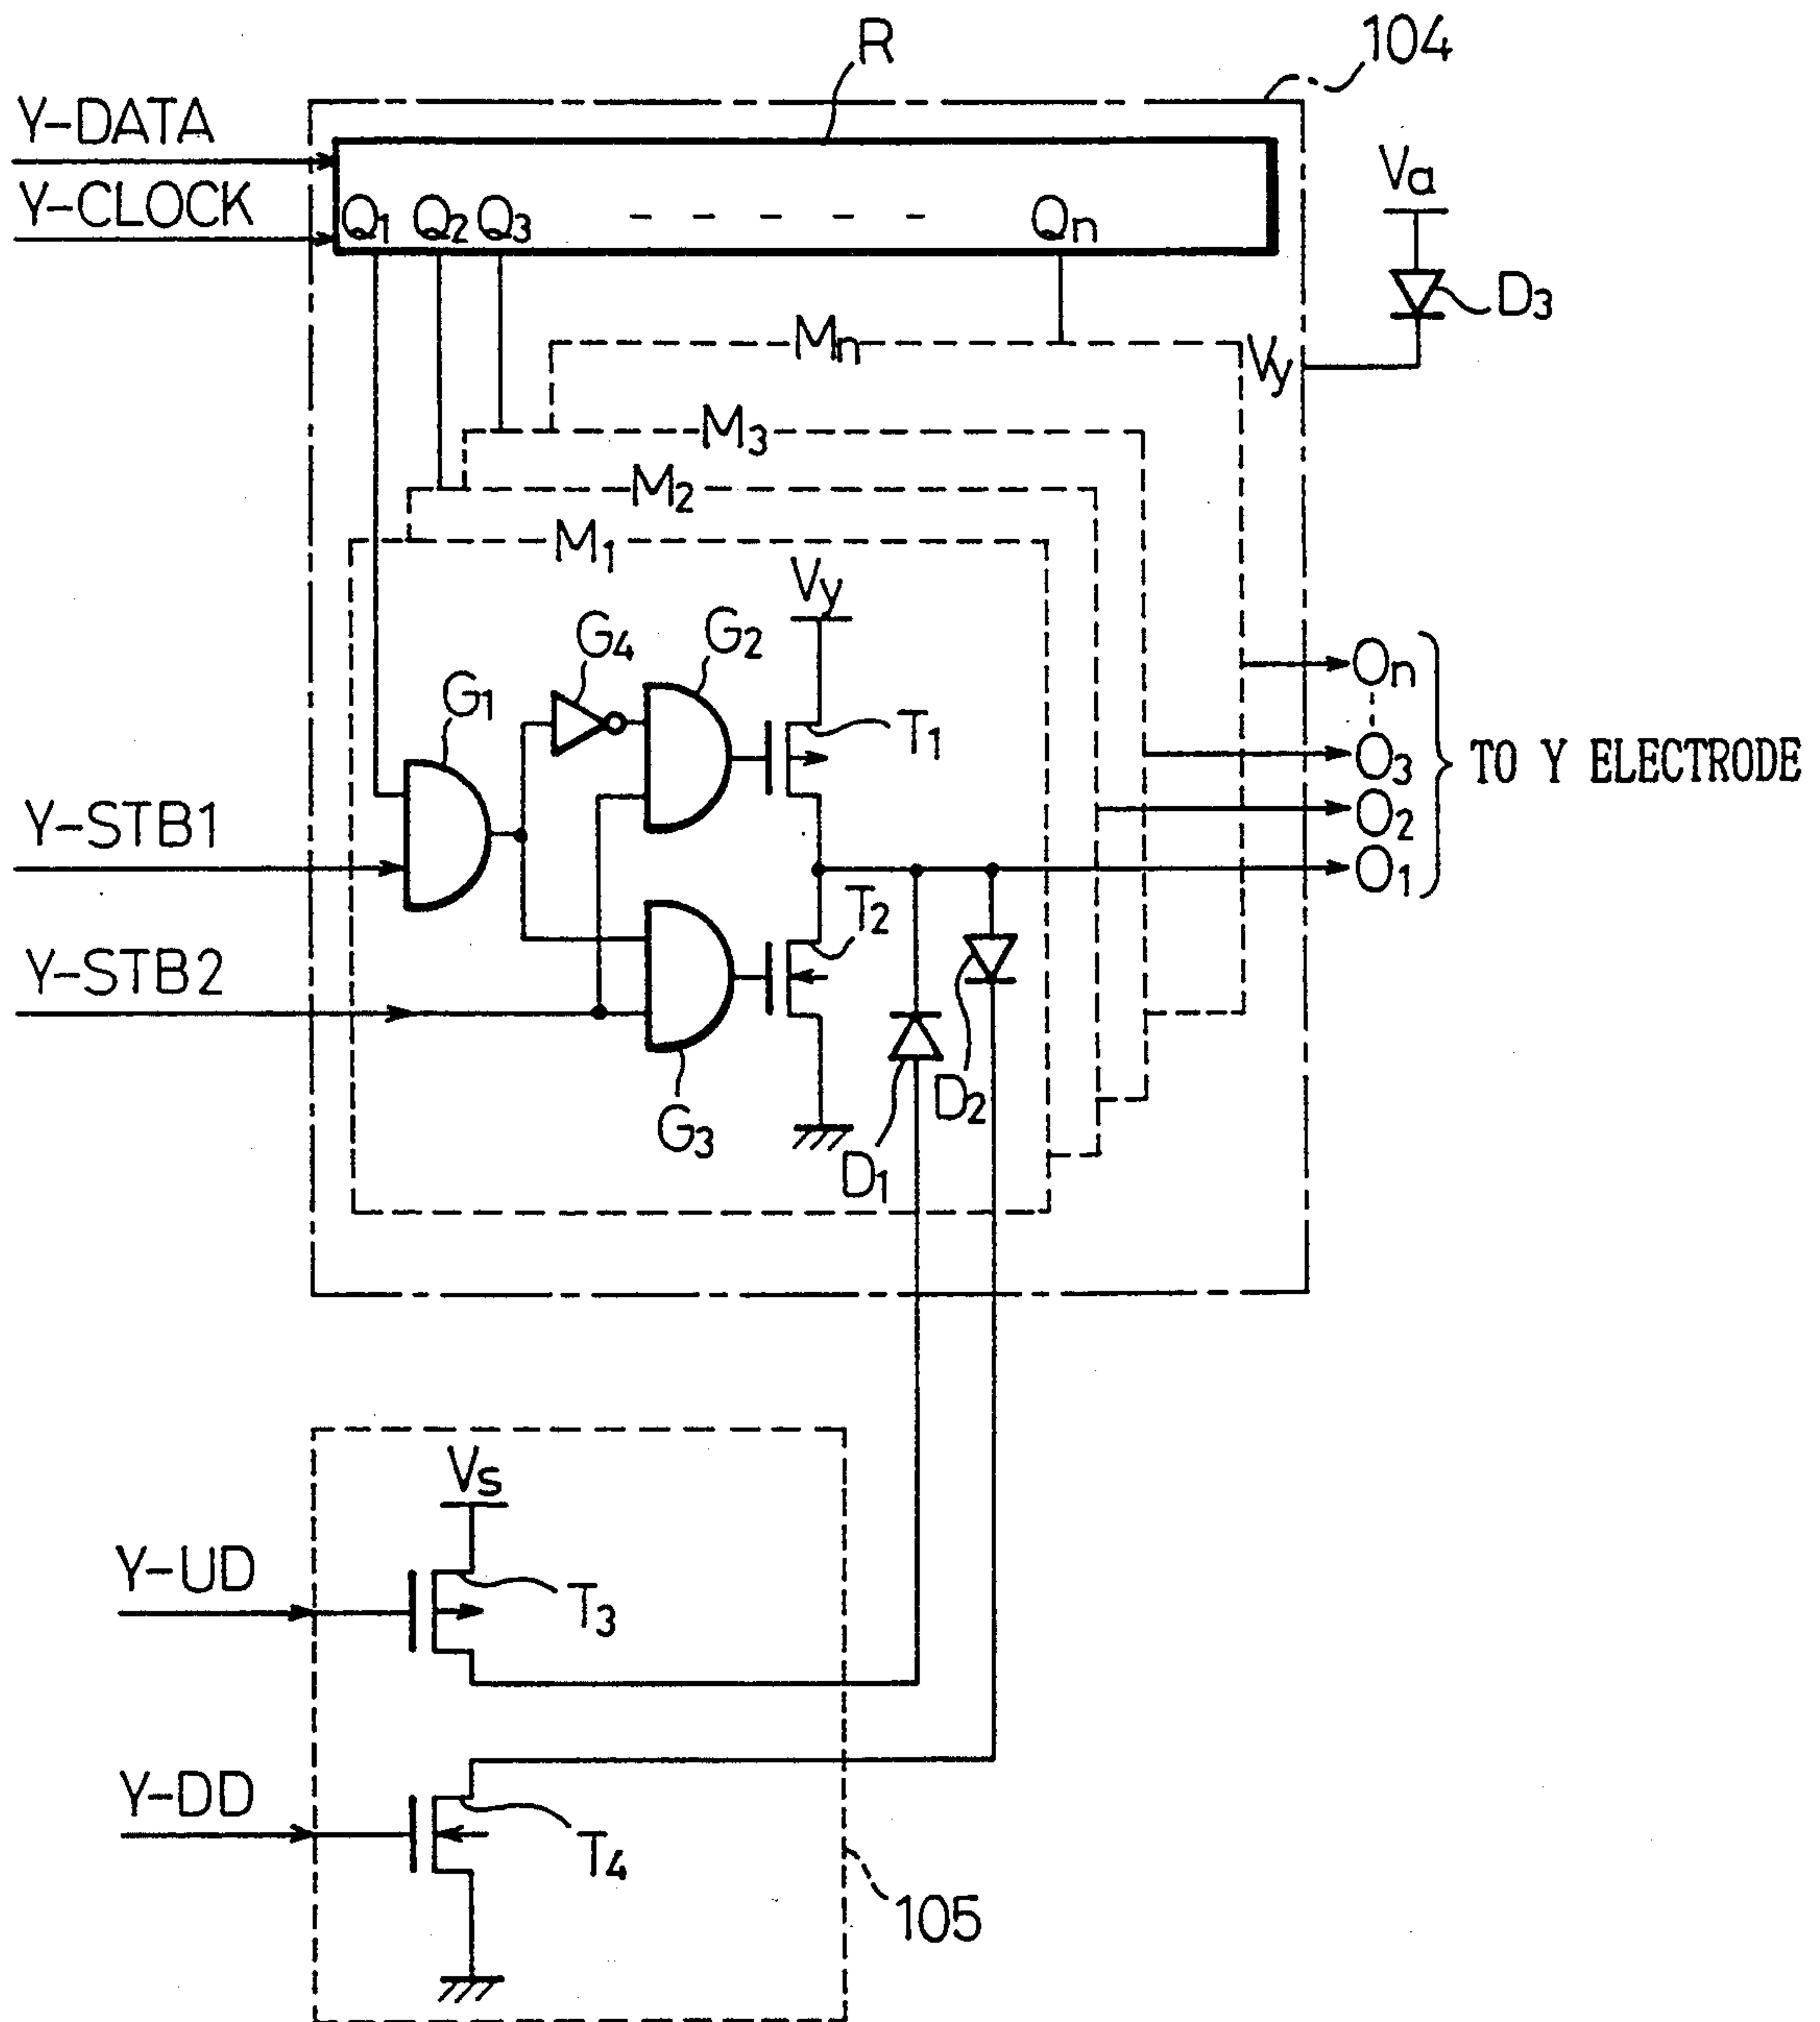 R
104
Y-DATA
Y-CLOCK
Q1 Q2 Q3 - - - - - Qn
Va
D3
Mn
Vy
M3
M2
M1
Vy
G4
G2
G1
T1
On
O3
O2
O1
TO Y ELECTRODE
Y-STB1
T2
Y-STB2
D2
G3
D1
Vs
Y-UD
T3
Y-DD
T4
105